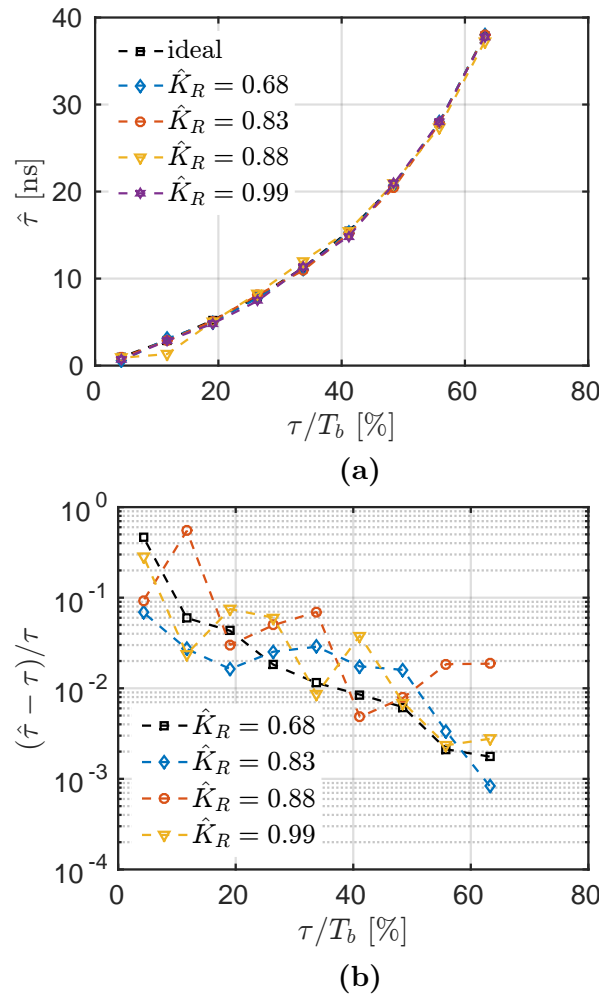 40
30
20
10
0
τ̂ [ns]
ideal
K̂_R = 0.68
K̂_R = 0.83
K̂_R = 0.88
K̂_R = 0.99
0 20 40 60 80
τ/T_b [%]
(a)
10^0
10^-1
10^-2
10^-3
10^-4
(τ̂ − τ)/τ
K̂_R = 0.68
K̂_R = 0.83
K̂_R = 0.88
K̂_R = 0.99
0 20 40 60 80
τ/T_b [%]
(b)